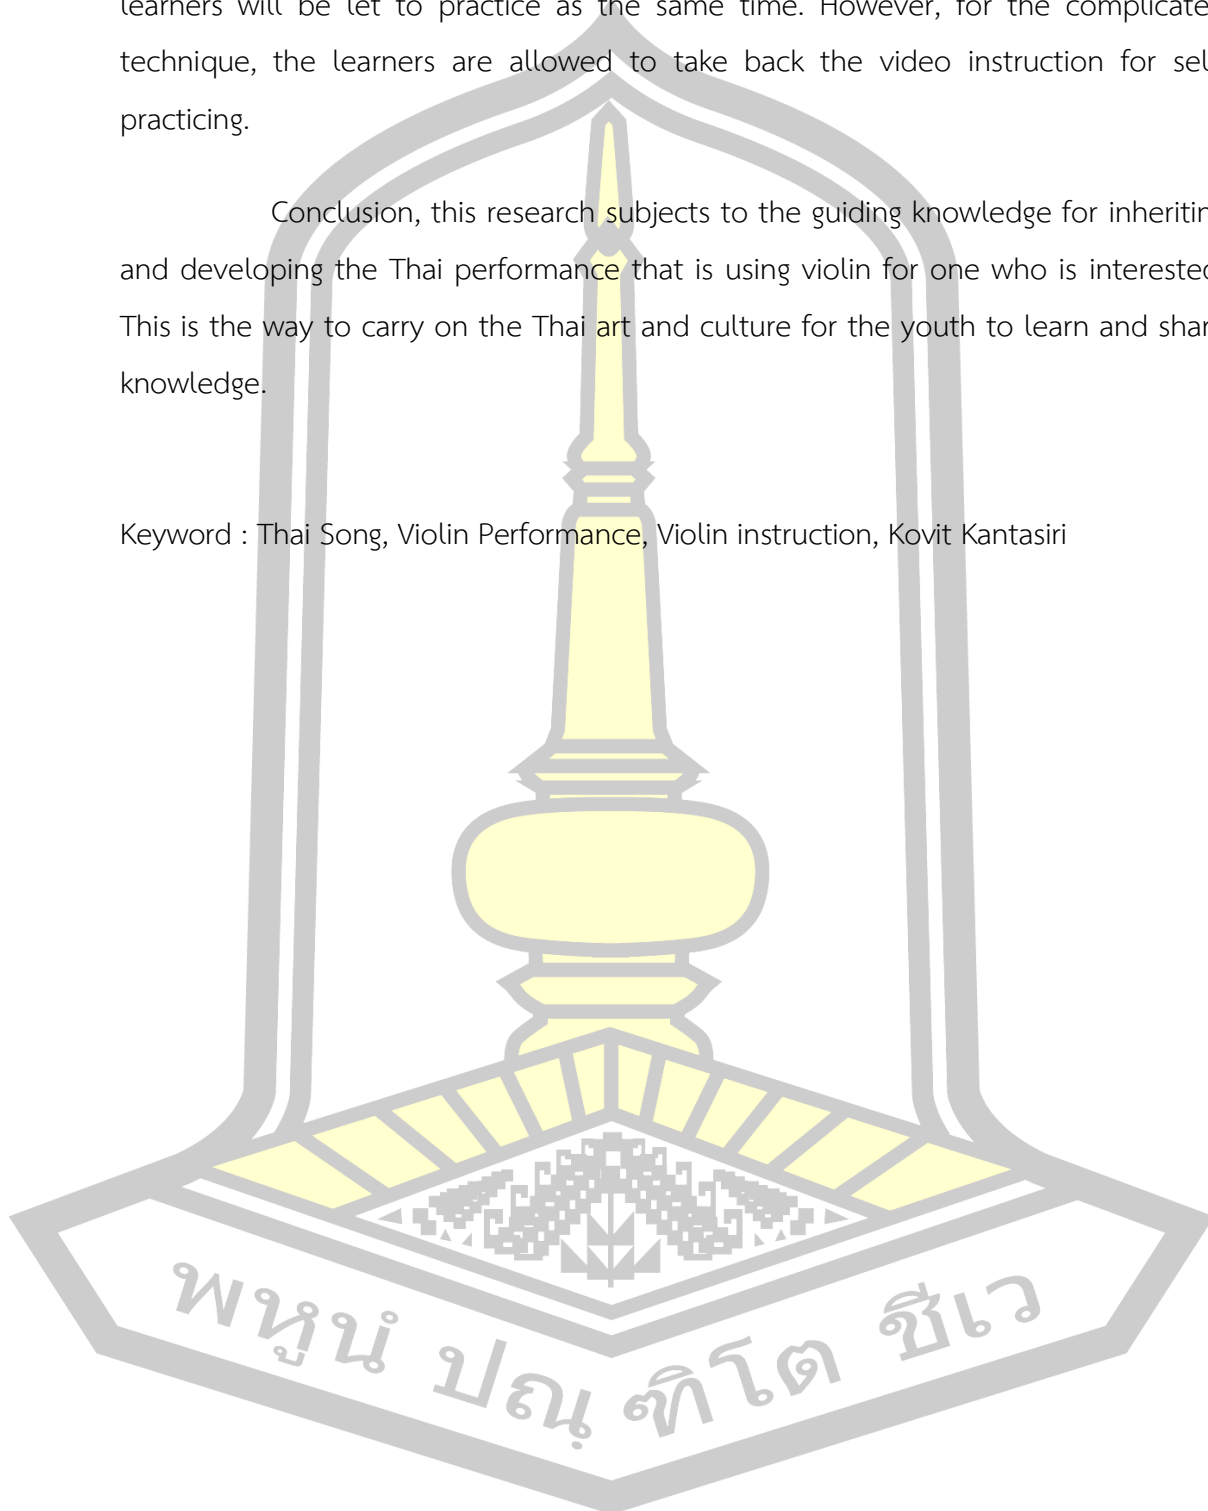 learners will be let to practice as the same time. However, for the complicate
technique, the learners are allowed to take back the video instruction for sel
practicing.
Conclusion, this research subjects to the guiding knowledge for inheritin
and developing the Thai performance that is using violin for one who is interested
This is the way to carry on the Thai art and culture for the youth to learn and shar
knowledge.
Keyword : Thai Song, Violin Performance, Violin instruction, Kovit Kantasiri
พหูนํ ปณฺฑิโต ชีเว